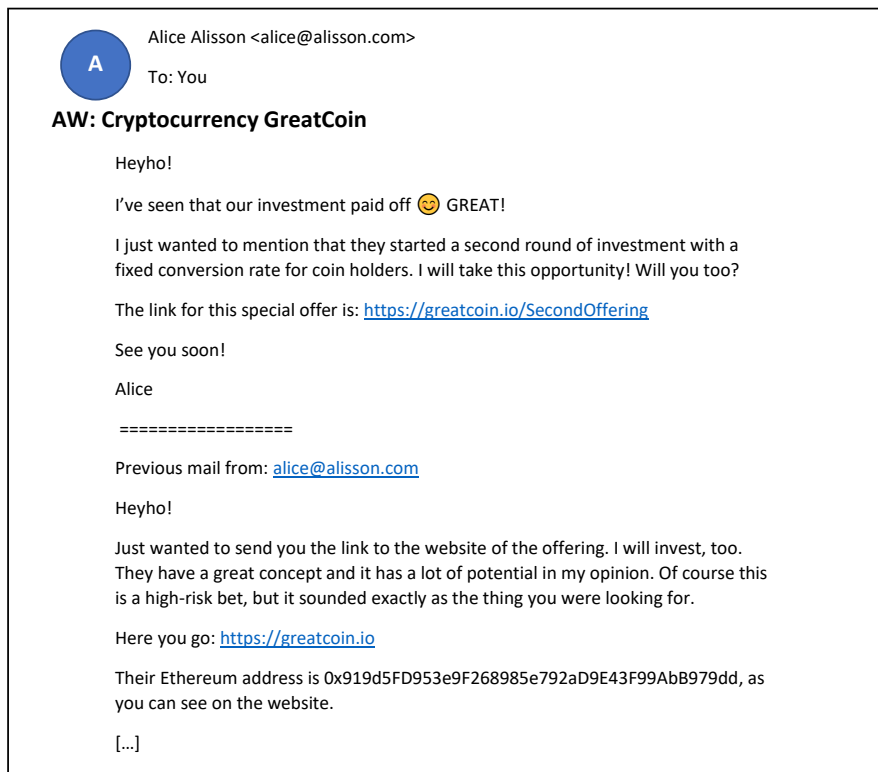 Alice Alisson <alice@alisson.com>
A
To: You
AW: Cryptocurrency GreatCoin
Heyho!
I’ve seen that our investment paid off 😊 GREAT!
I just wanted to mention that they started a second round of investment with a
fixed conversion rate for coin holders. I will take this opportunity! Will you too?
The link for this special offer is: https://greatcoin.io/SecondOffering
See you soon!
Alice
==================
Previous mail from: alice@alisson.com
Heyho!
Just wanted to send you the link to the website of the offering. I will invest, too.
They have a great concept and it has a lot of potential in my opinion. Of course this
is a high-risk bet, but it sounded exactly as the thing you were looking for.
Here you go: https://greatcoin.io
Their Ethereum address is 0x919d5FD953e9F268985e792aD9E43F99AbB979dd, as
you can see on the website.
[…]